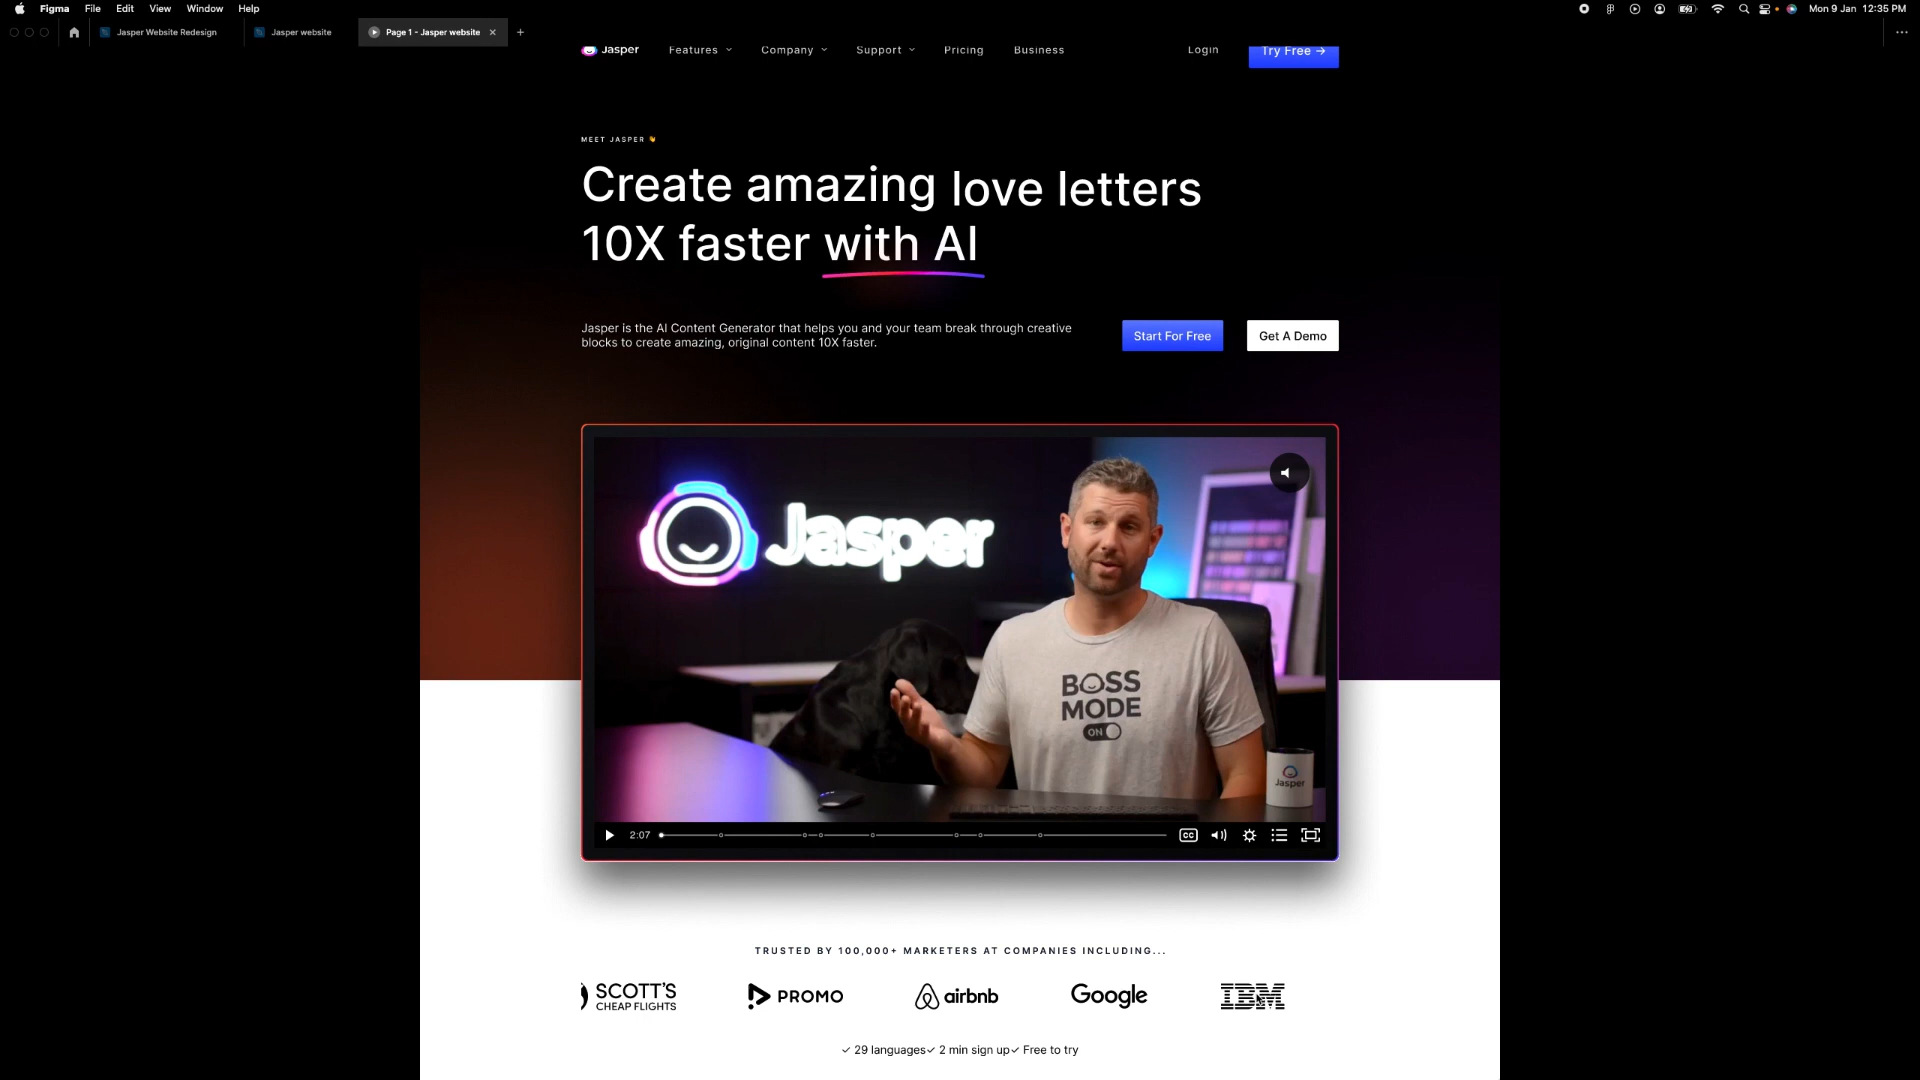 Figma File Edit View Window Help
Mon 9 Jan 12:35 PM
Jasper Website Redesign
Jasper website
Page 1 - Jasper website
Jasper
Features
Company
Support
Pricing
Business
Login
Try Free →
MEET JASPER 👋
Create amazing love letters
10X faster with AI
Jasper is the AI Content Generator that helps you and your team break through creative
blocks to create amazing, original content 10X faster.
Start For Free
Get A Demo
Jasper
BOSS
MODE
ON
Jasper
2:07
CC
TRUSTED BY 100,000+ MARKETERS AT COMPANIES INCLUDING...
SCOTT'S
CHEAP FLIGHTS
PROMO
airbnb
Google
IBM
✓ 29 languages✓ 2 min sign up✓ Free to try